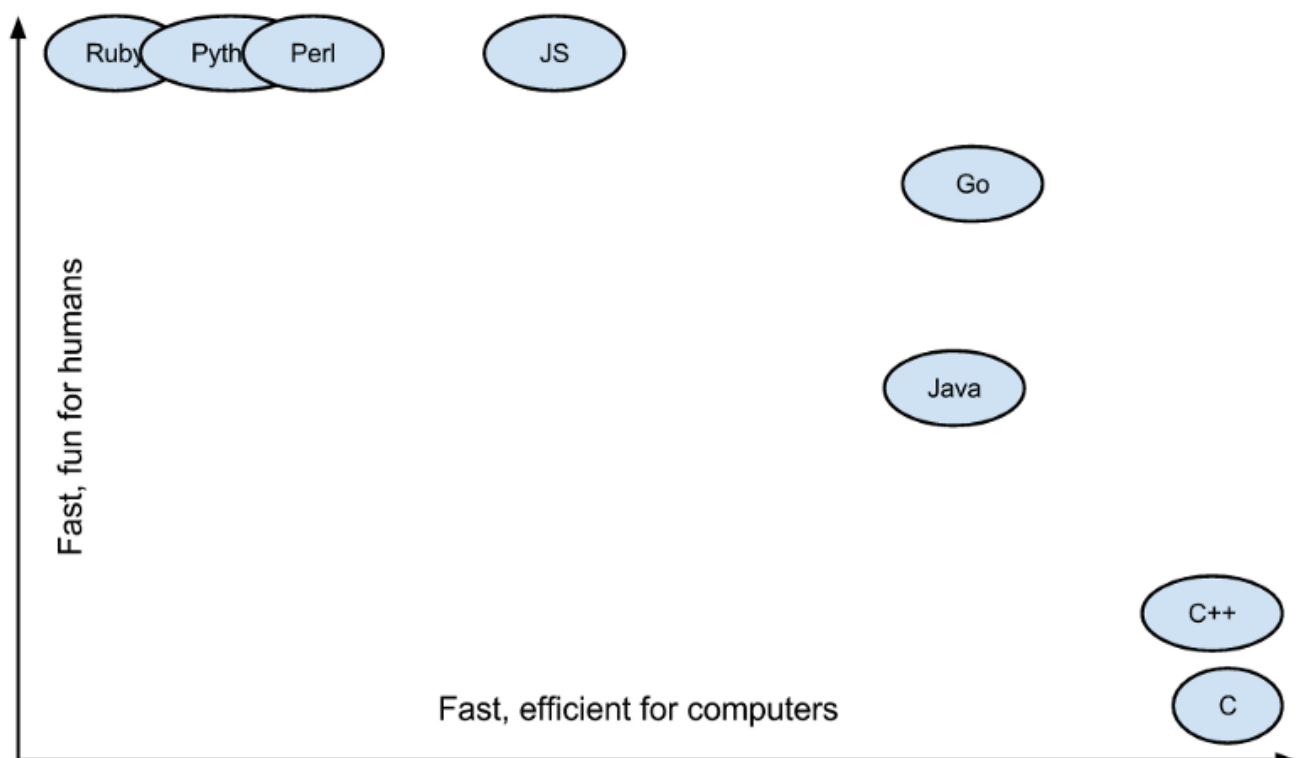 Ruby
Pyth
Perl
JS
Go
Java
Fast, fun for humans
C++
Fast, efficient for computers
C